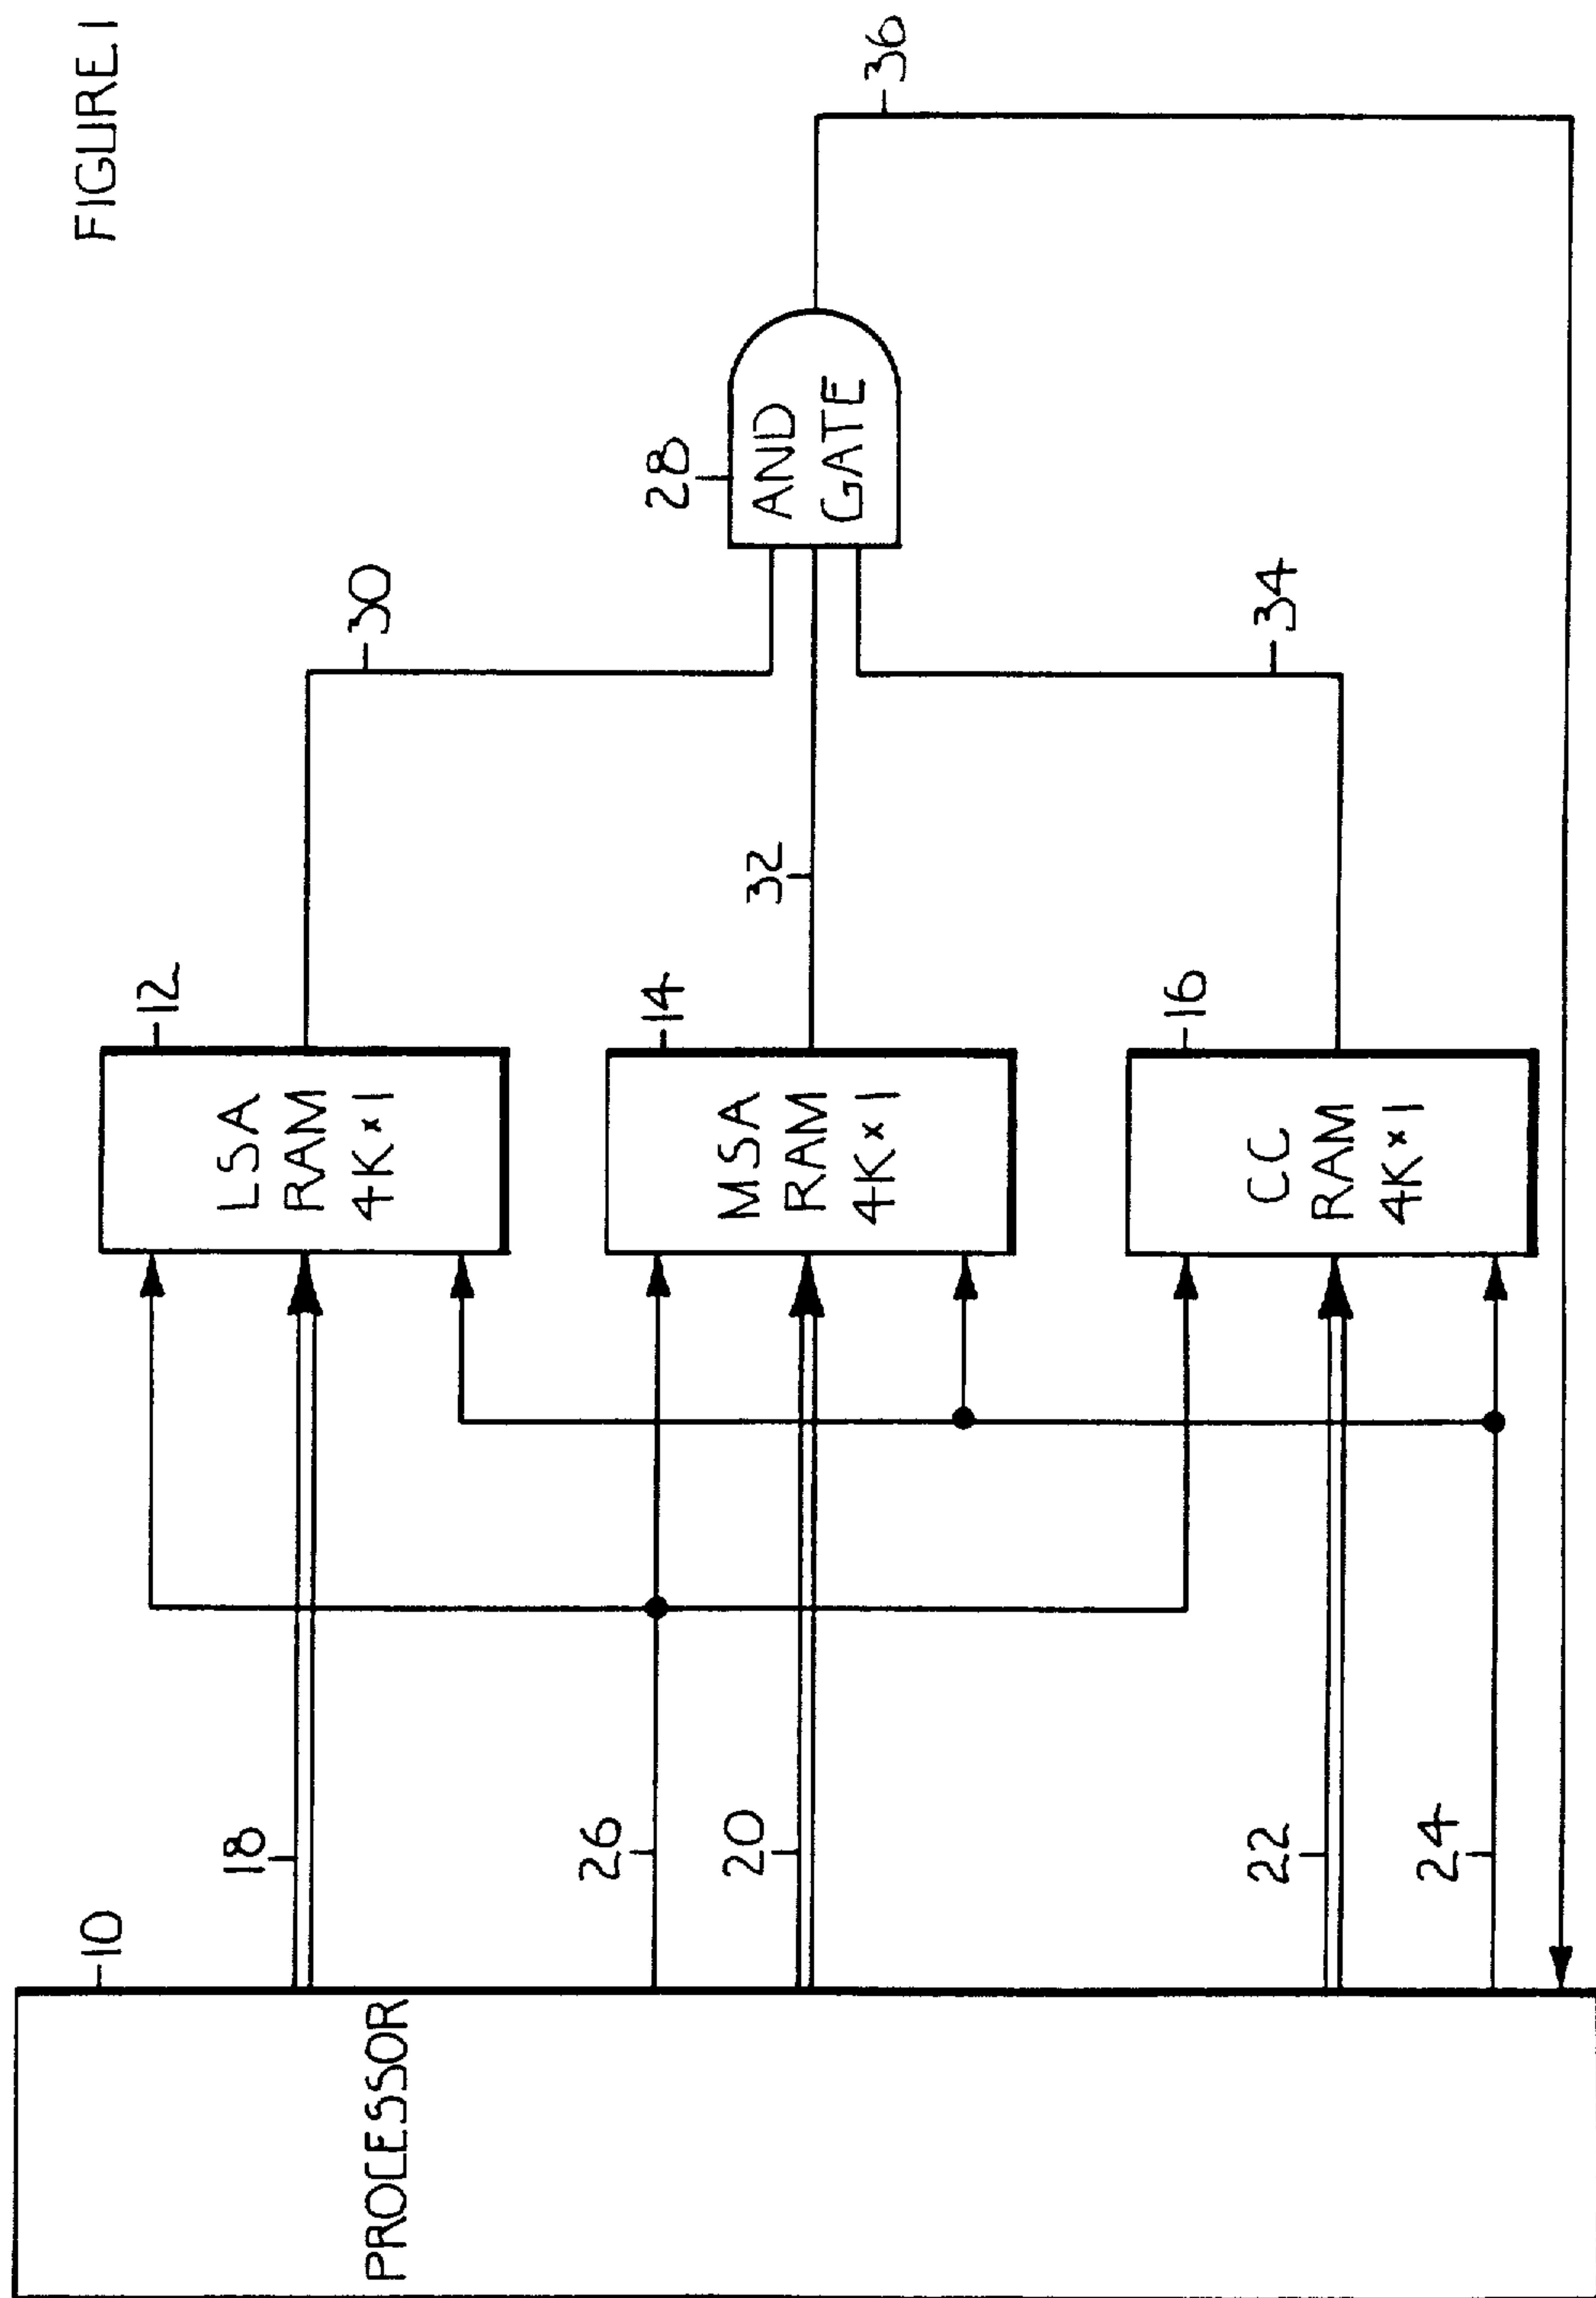 FIGURE 1
36
28
AND
GATE
30
32
34
12
LSA
RAM
4K×1
14
MSA
RAM
4K×1
16
CC
RAM
4K×1
18
26
20
22
24
10
PROCESSOR